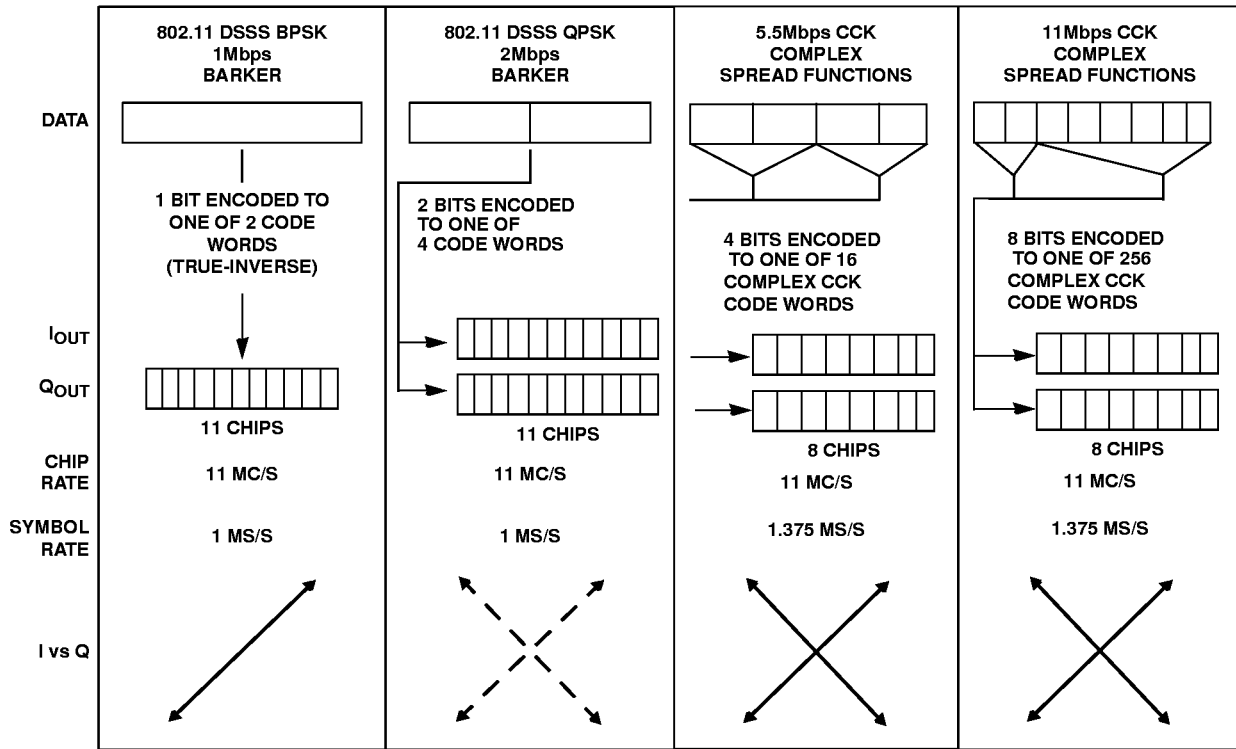 802.11 DSSS BPSK
1Mbps
BARKER
802.11 DSSS QPSK
2Mbps
BARKER
5.5Mbps CCK
COMPLEX
SPREAD FUNCTIONS
11Mbps CCK
COMPLEX
SPREAD FUNCTIONS
DATA
1 BIT ENCODED TO
ONE OF 2 CODE
WORDS
(TRUE-INVERSE)
2 BITS ENCODED
TO ONE OF
4 CODE WORDS
4 BITS ENCODED
TO ONE OF 16
COMPLEX CCK
CODE WORDS
8 BITS ENCODED
TO ONE OF 256
COMPLEX CCK
CODE WORDS
IOUT
QOUT
11 CHIPS
11 CHIPS
8 CHIPS
8 CHIPS
CHIP
RATE
11 MC/S
11 MC/S
11 MC/S
11 MC/S
SYMBOL
RATE
1 MS/S
1 MS/S
1.375 MS/S
1.375 MS/S
I vs Q